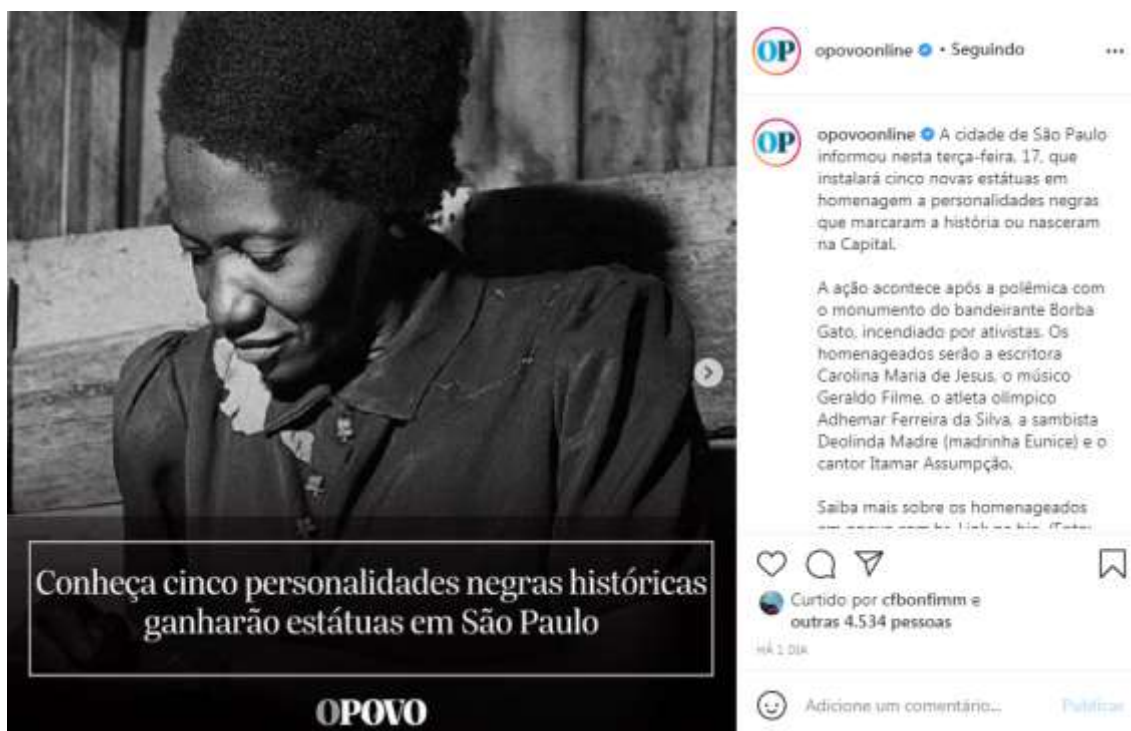 Conheça cinco personalidades negras históricas
ganharão estátuas em São Paulo
OPOVO
OP
opovoonline • Seguindo
OP
opovoonline A cidade de São Paulo
informou nesta terça-feira, 17, que
instalará cinco novas estátuas em
homenagem a personalidades negras
que marcaram a história ou nasceram
na Capital.
A ação acontece após a polêmica com
o monumento do bandeirante Borba
Gato, incendiado por ativistas. Os
homenageados serão a escritora
Carolina Maria de Jesus, o músico
Geraldo Filme, o atleta olímpico
Adhemar Ferreira da Silva, a sambista
Deolinda Madre (madrinha Eunice) e o
cantor Itamar Assumpção.
Saiba mais sobre os homenageados
Curtido por cfbonfimm e
outras 4.534 pessoas
HÁ 1 DIA
Adicione um comentário...
Publicar